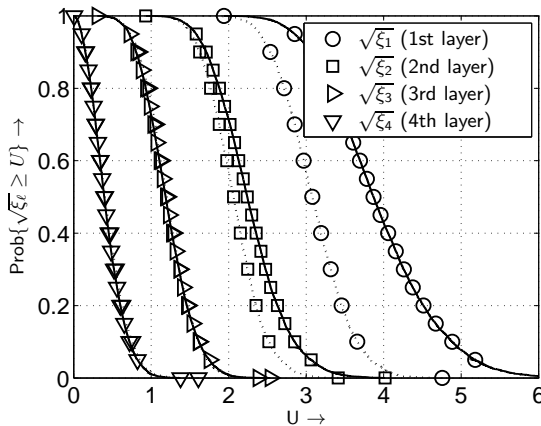 1
0.8
0.6
0.4
0.2
0
0 1 2 3 4 5 6
Prob{√ξℓ ≥ U} →
U →
√ξ1 (1st layer)
√ξ2 (2nd layer)
√ξ3 (3rd layer)
√ξ4 (4th layer)